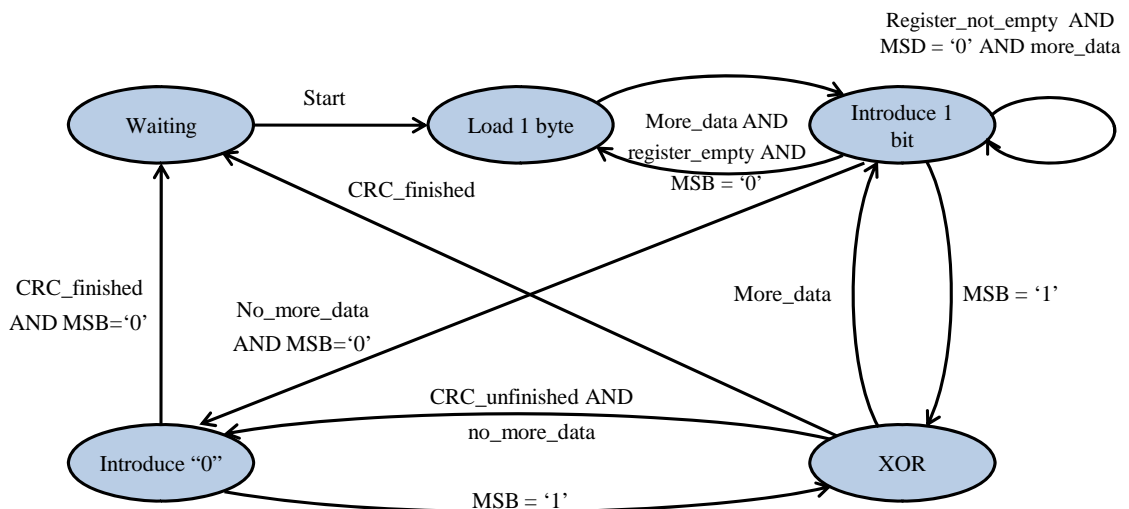 Register_not_empty AND
MSD = ‘0’ AND more_data
Start
Waiting
Load 1 byte
Introduce 1
bit
More_data AND
register_empty AND
MSB = ‘0’
CRC_finished
CRC_finished
AND MSB=‘0’
No_more_data
AND MSB=‘0’
More_data
MSB = ‘1’
CRC_unfinished AND
no_more_data
Introduce “0”
XOR
MSB = ‘1’